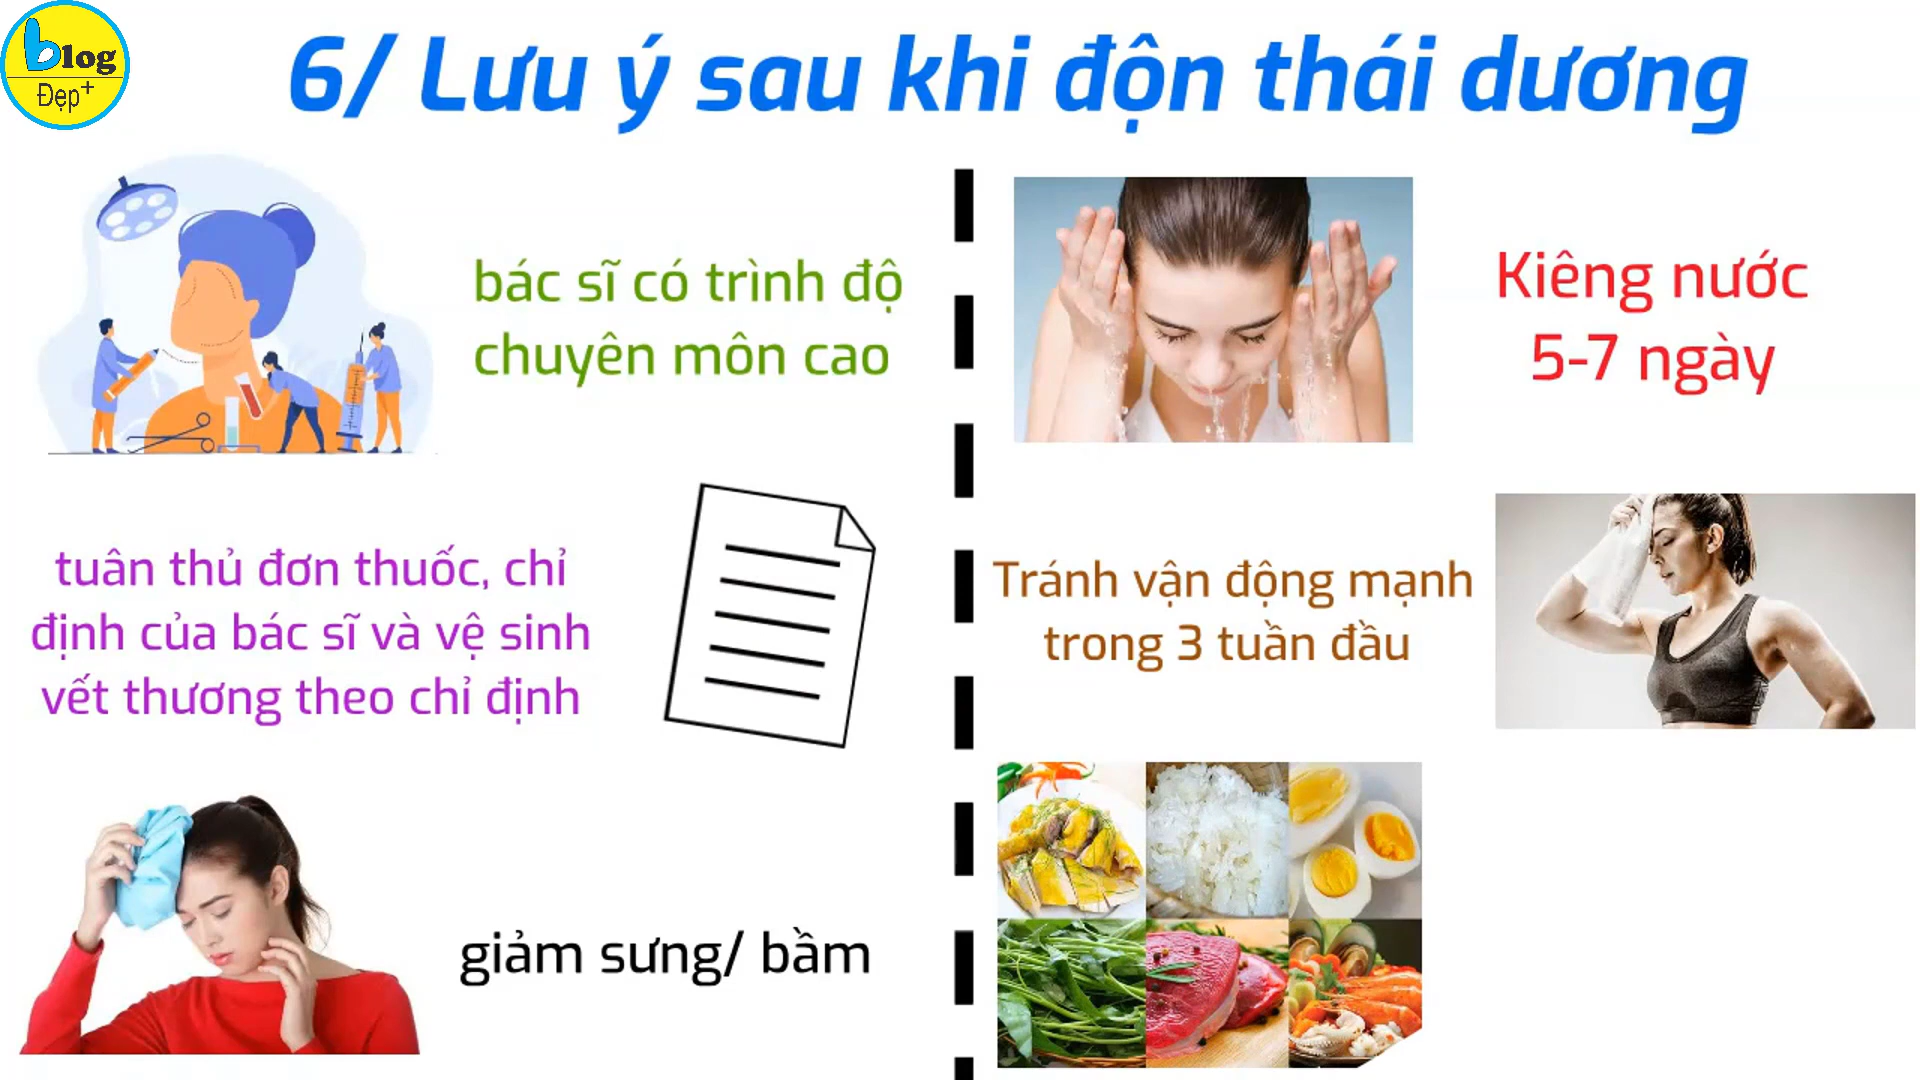 blog
Đẹp+
6/ Lưu ý sau khi độn thái dương
bác sĩ có trình độ
chuyên môn cao
tuân thủ đơn thuốc, chỉ
định của bác sĩ và vệ sinh
vết thương theo chỉ định
giảm sưng/ bầm
Kiêng nước
5-7 ngày
Tránh vận động mạnh
trong 3 tuần đầu